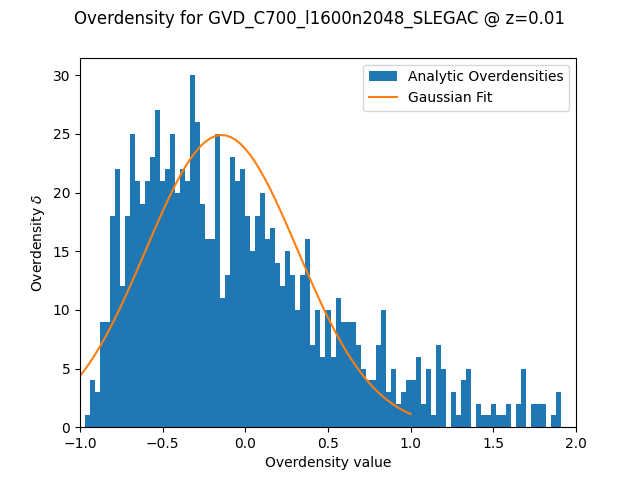 Overdensity for GVD_C700_l1600n2048_SLEGAC @ z=0.01
Analytic Overdensities
Gaussian Fit
Overdensity δ
30
25
20
15
10
5
0
−1.0 −0.5 0.0 0.5 1.0 1.5 2.0
Overdensity value